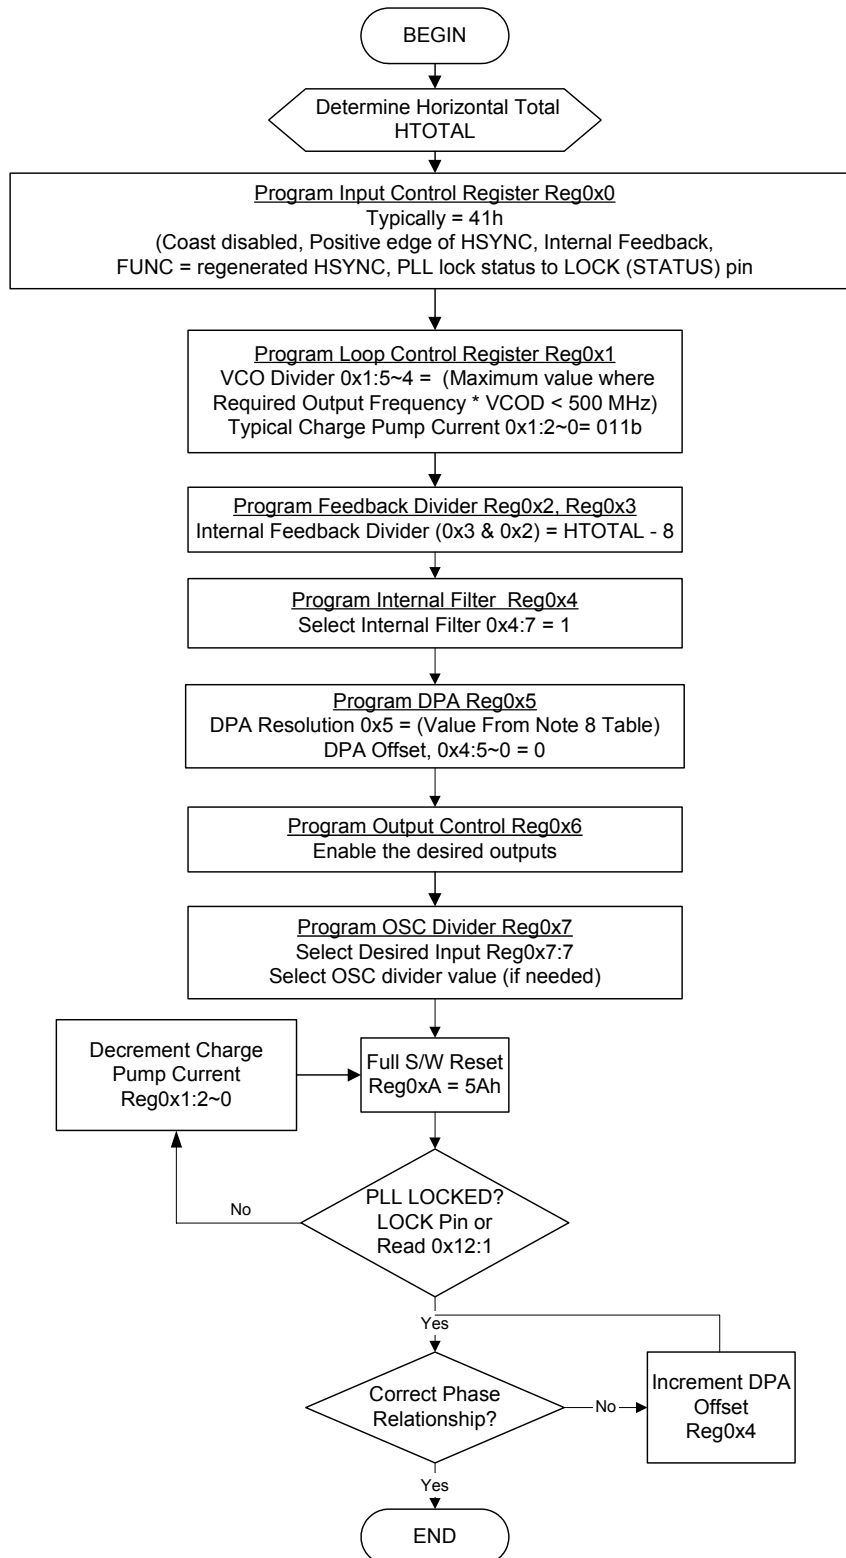 BEGIN
Determine Horizontal Total
HTOTAL
Program Input Control Register Reg0x0
Typically = 41h
(Coast disabled, Positive edge of HSYNC, Internal Feedback,
FUNC = regenerated HSYNC, PLL lock status to LOCK (STATUS) pin
Program Loop Control Register Reg0x1
VCO Divider 0x1:5~4 = (Maximum value where
Required Output Frequency * VCOD < 500 MHz)
Typical Charge Pump Current 0x1:2~0= 011b
Program Feedback Divider Reg0x2, Reg0x3
Internal Feedback Divider (0x3 & 0x2) = HTOTAL - 8
Program Internal Filter Reg0x4
Select Internal Filter 0x4:7 = 1
Program DPA Reg0x5
DPA Resolution 0x5 = (Value From Note 8 Table)
DPA Offset, 0x4:5~0 = 0
Program Output Control Reg0x6
Enable the desired outputs
Program OSC Divider Reg0x7
Select Desired Input Reg0x7:7
Select OSC divider value (if needed)
Decrement Charge
Pump Current
Reg0x1:2~0
Full S/W Reset
Reg0xA = 5Ah
No
PLL LOCKED?
LOCK Pin or
Read 0x12:1
Yes
Correct Phase
Relationship?
No
Increment DPA
Offset
Reg0x4
Yes
END